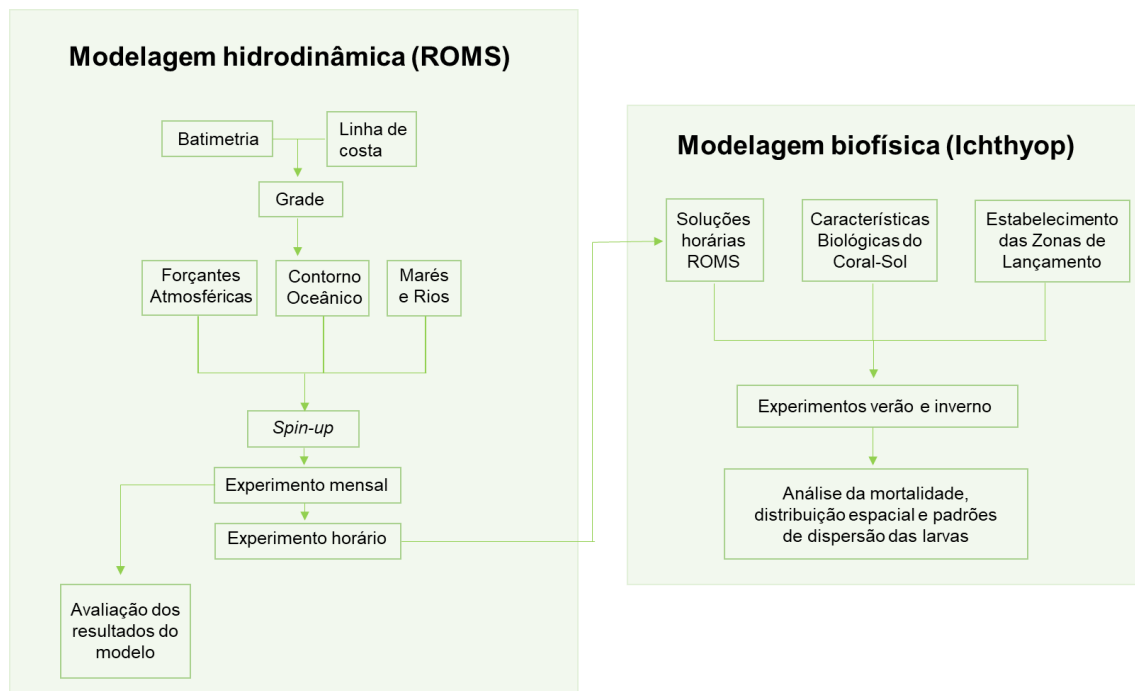 Modelagem hidrodinâmica (ROMS)
Batimetria
Linha de
costa
Grade
Forçantes
Atmosféricas
Contorno
Oceânico
Marés
e Rios
Spin-up
Experimento mensal
Experimento horário
Avaliação dos
resultados do
modelo
Modelagem biofísica (Ichthyop)
Soluções
horárias
ROMS
Características
Biológicas do
Coral-Sol
Estabelecimento
das Zonas de
Lançamento
Experimentos verão e inverno
Análise da mortalidade,
distribuição espacial e padrões
de dispersão das larvas